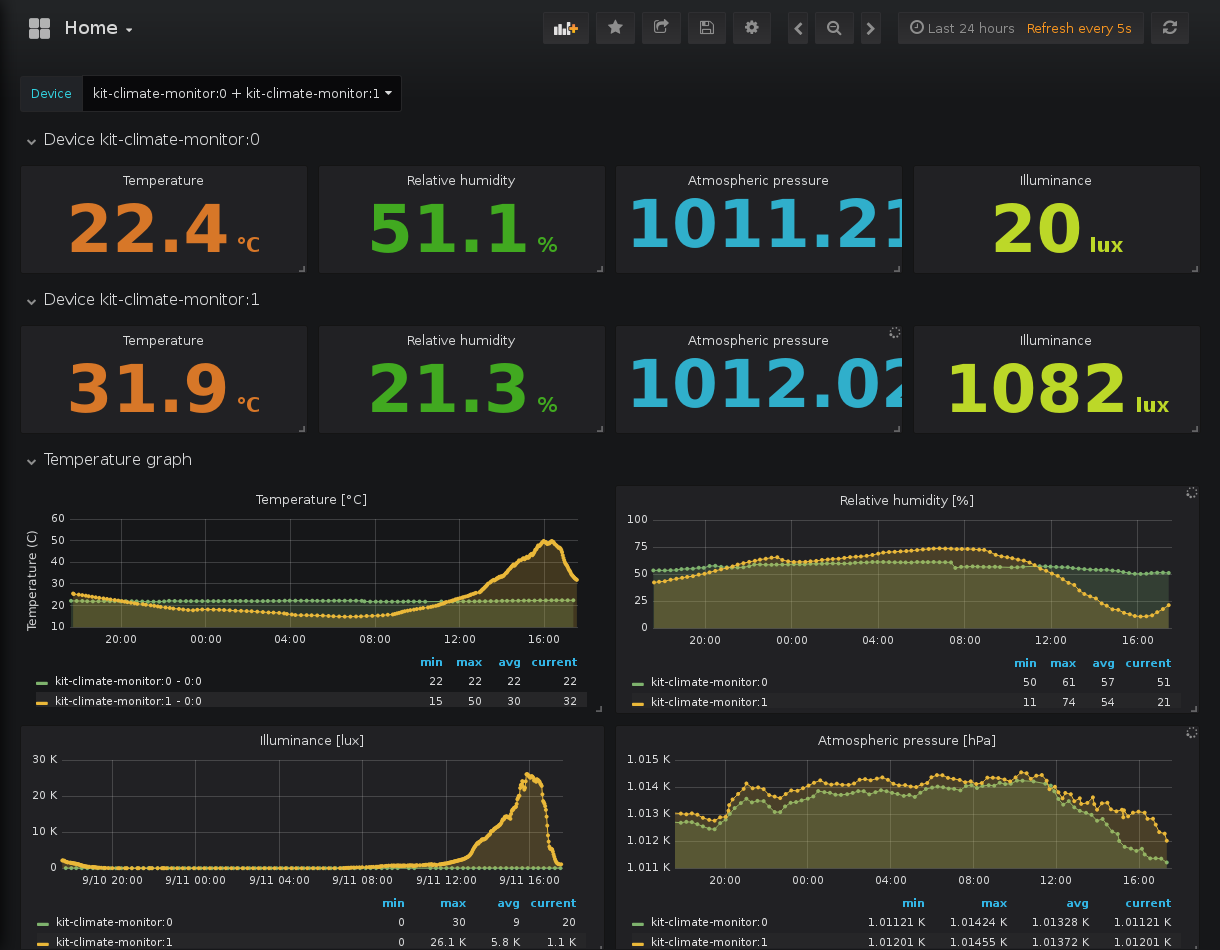 Home
Last 24 hours Refresh every 5s
Device kit-climate-monitor:0 + kit-climate-monitor:1
Device kit-climate-monitor:0
Temperature Relative humidity Atmospheric pressure Illuminance
22.4 °C 51.1 % 1011.21 20 lux
Device kit-climate-monitor:1
Temperature Relative humidity Atmospheric pressure Illuminance
31.9 °C 21.3 % 1012.02 1082 lux
Temperature graph
Temperature [°C]
Temperature (C)
60
50
40
30
20
10
20:00 00:00 04:00 08:00 12:00 16:00
min max avg current
kit-climate-monitor:0 - 0:0 22 22 22 22
kit-climate-monitor:1 - 0:0 15 50 30 32
Relative humidity [%]
100
75
50
25
0
20:00 00:00 04:00 08:00 12:00 16:00
min max avg current
kit-climate-monitor:0 50 61 57 51
kit-climate-monitor:1 11 74 54 21
Illuminance [lux]
30 K
20 K
10 K
0
9/10 20:00 9/11 00:00 9/11 04:00 9/11 08:00 9/11 12:00 9/11 16:00
min max avg current
kit-climate-monitor:0 0 30 9 20
kit-climate-monitor:1 0 26.1 K 5.8 K 1.1 K
Atmospheric pressure [hPa]
1.015 K
1.014 K
1.013 K
1.012 K
1.011 K
20:00 00:00 04:00 08:00 12:00 16:00
min max avg current
kit-climate-monitor:0 1.01121 K 1.01424 K 1.01328 K 1.01121 K
kit-climate-monitor:1 1.01201 K 1.01455 K 1.01372 K 1.01201 K